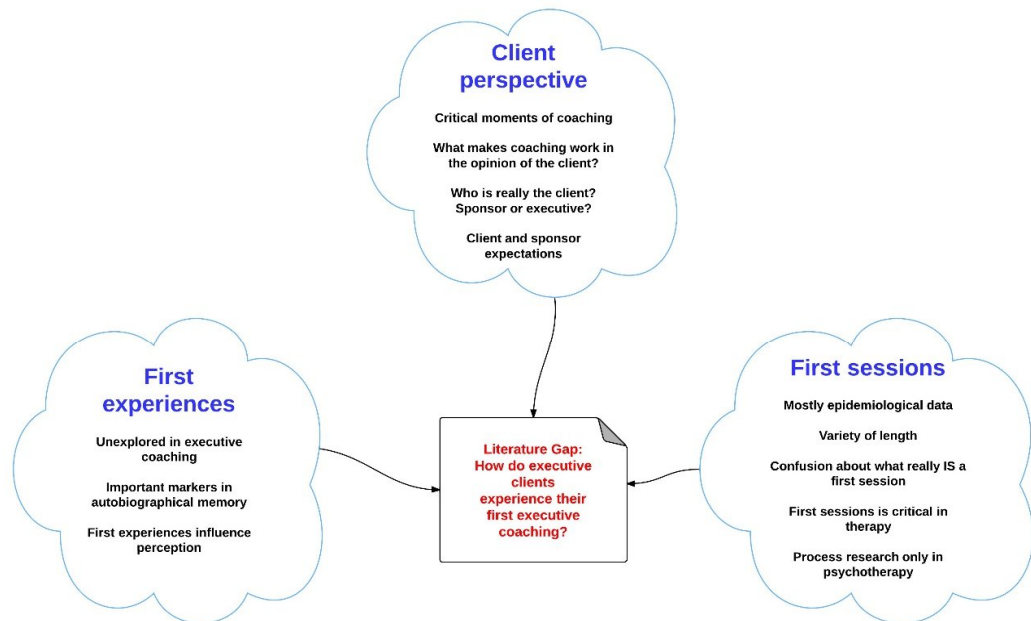 Client
perspective
Critical moments of coaching
What makes coaching work in
the opinion of the client?
Who is really the client?
Sponsor or executive?
Client and sponsor
expectations
First
experiences
Unexplored in executive
coaching
Important markers in
autobiographical memory
First experiences influence
perception
Literature Gap:
How do executive
clients
experience their
first executive
coaching?
First sessions
Mostly epidemiological data
Variety of length
Confusion about what really IS a
first session
First sessions is critical in
therapy
Process research only in
psychotherapy